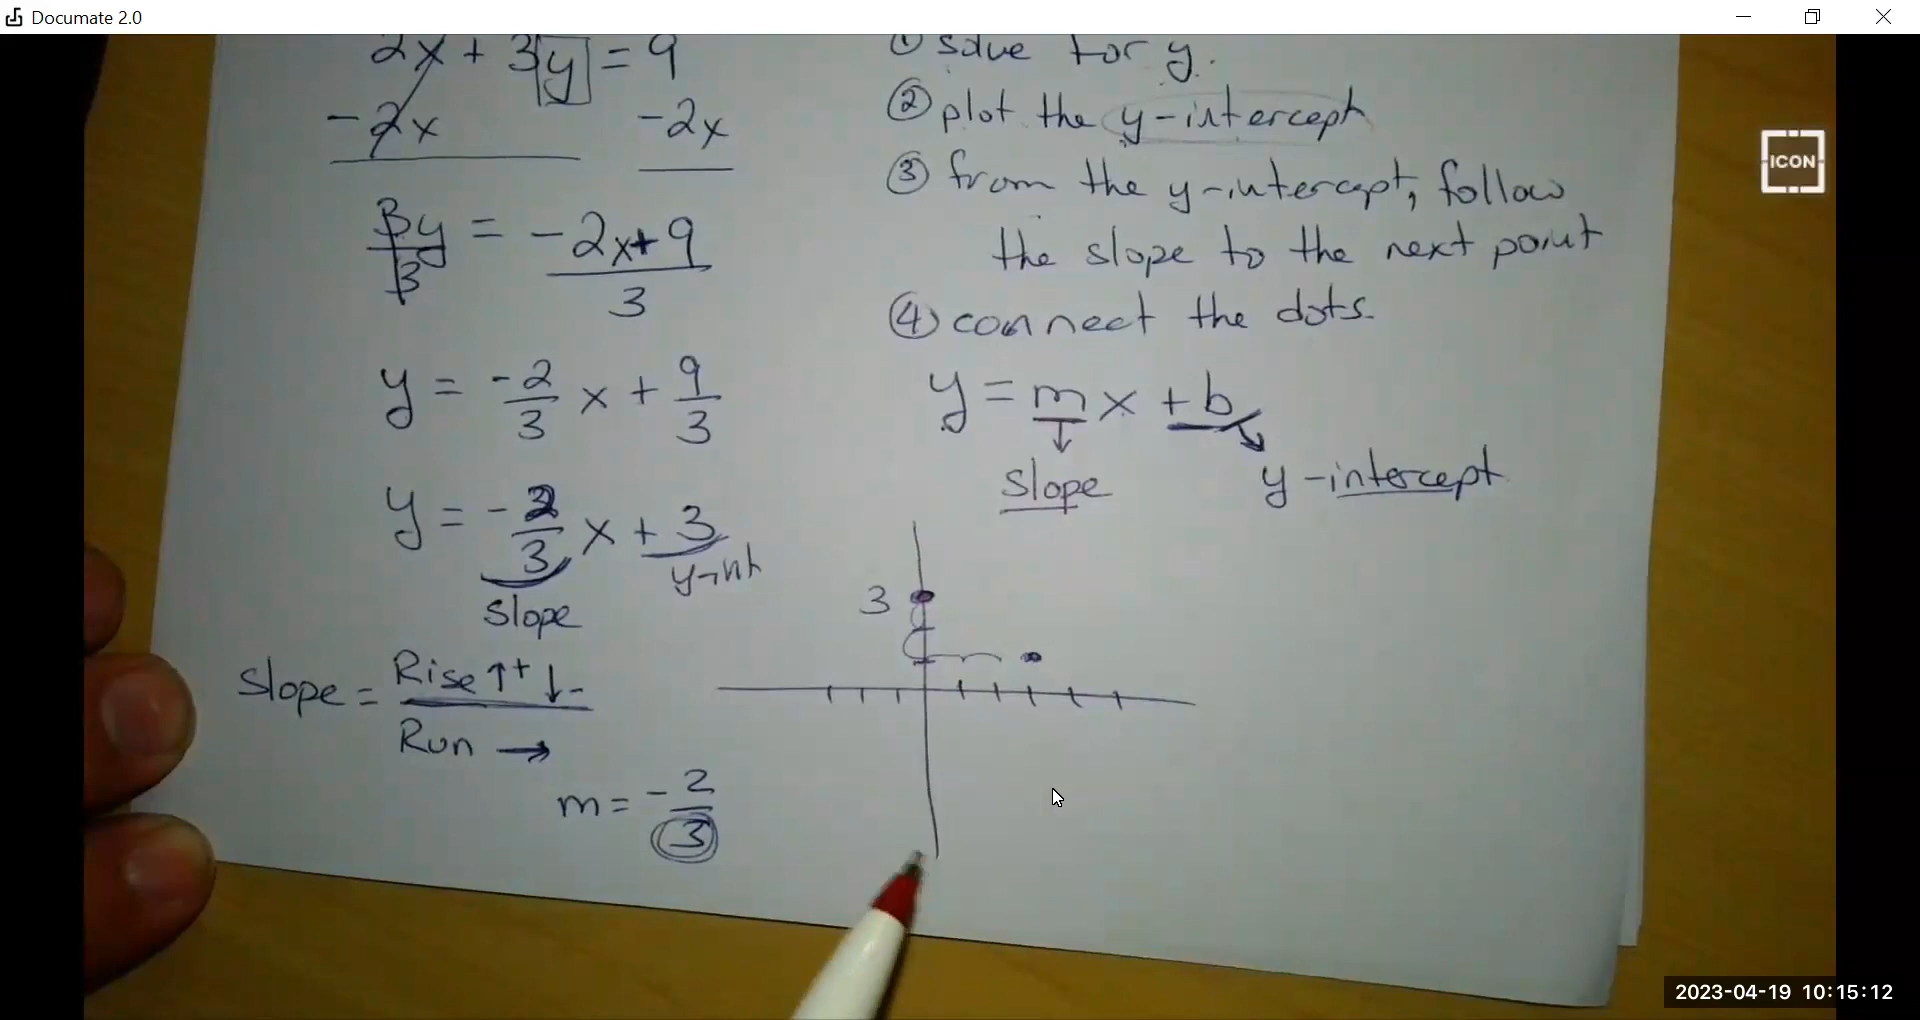 Documate 2.0
2x + 3y = 9
-2x -2x
3y/3 = -2x+9/3
y = -2/3 x + 9/3
y = -2/3 x + 3
slope y-int
slope = Rise ↑+ ↓-
Run →
m = -2/3
① solve for y.
② plot the y-intercept
③ from the y-intercept, follow
the slope to the next point
④ connect the dots.
y = mx + b
slope y-intercept
3
ICON
2023-04-19 10:15:12